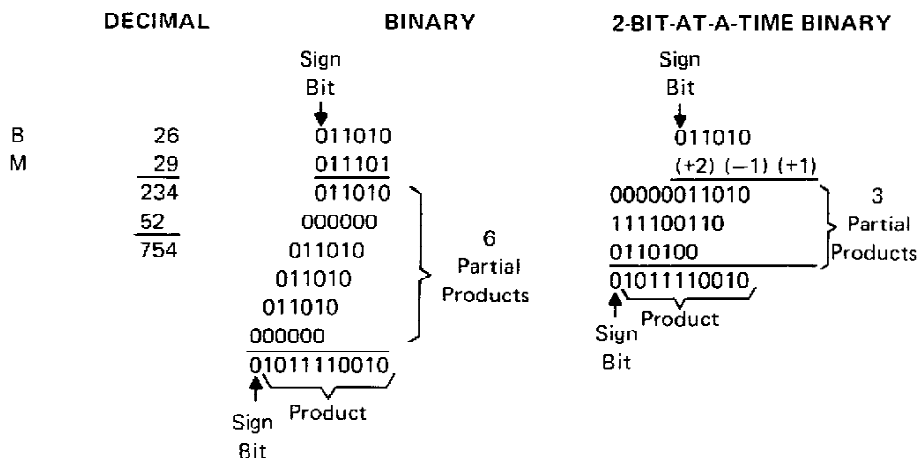 DECIMAL BINARY 2-BIT-AT-A-TIME BINARY
Sign Bit
Sign Bit
B 26 011010 011010
M 29 011101 (+2) (−1) (+1)
234 011010 00000011010
52 000000 111100110
754 011010 0110100
011010 01011110010
011010
000000
01011110010
6 Partial Products
3 Partial Products
Sign Bit
Product
Sign Bit
Product